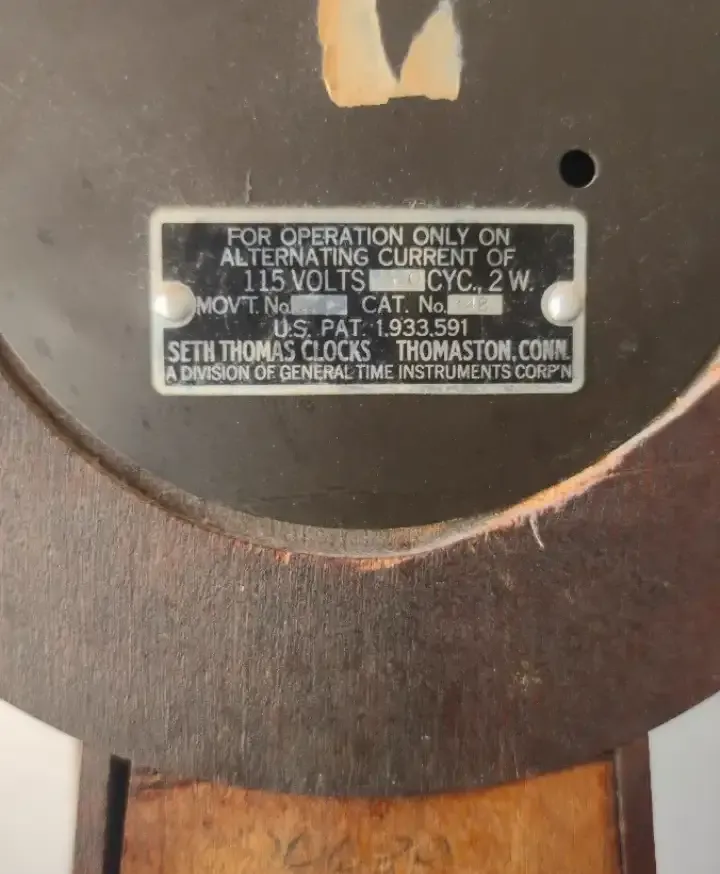 FOR OPERATION ONLY ON
ALTERNATING CURRENT OF
115 VOLTS CYC., 2 W.
MOV'T. No. CAT. No.
U.S. PAT. 1.933.591
SETH THOMAS CLOCKS THOMASTON, CONN.
A DIVISION OF GENERAL TIME INSTRUMENTS CORP'N